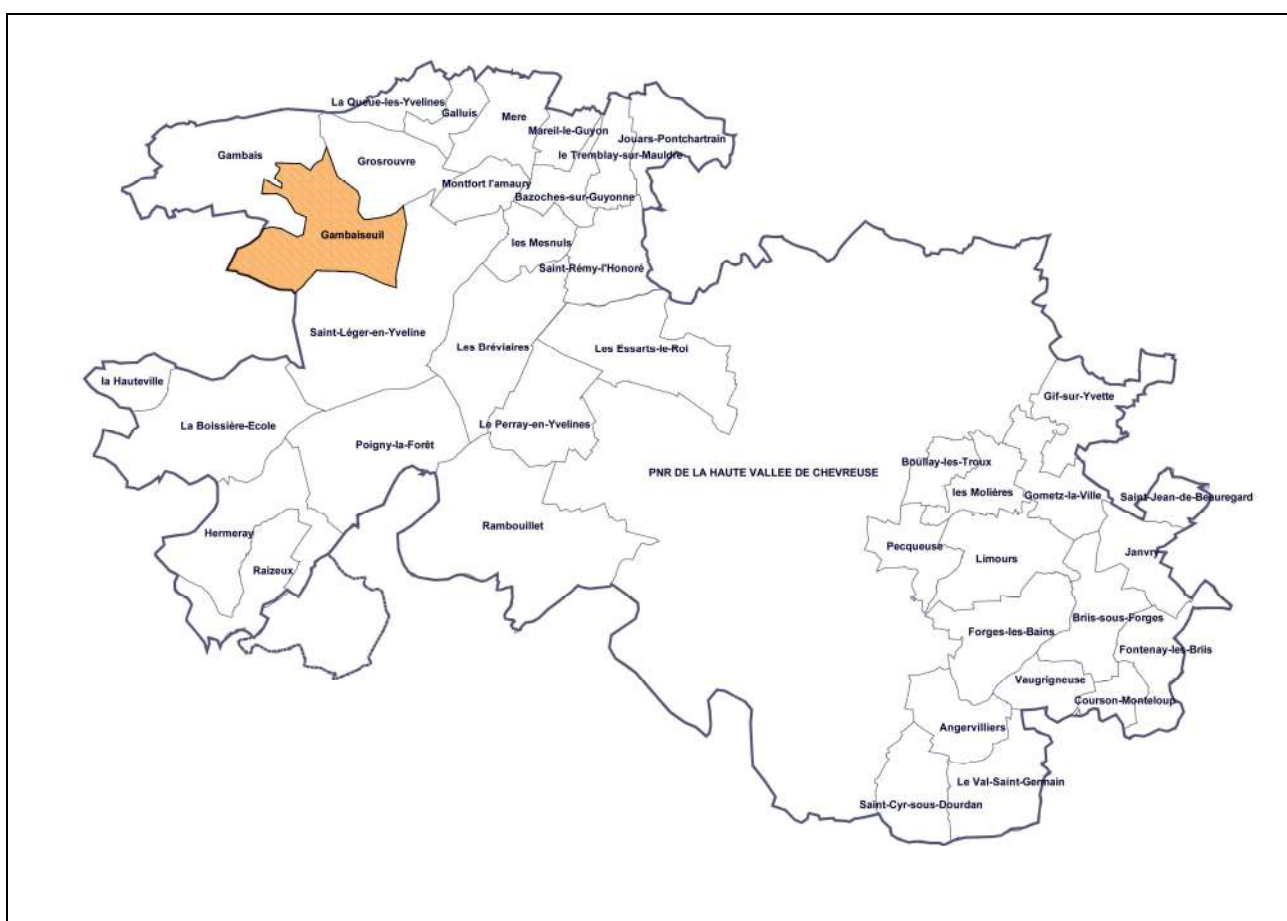 La Queue-les-Yvelines
Galluis
Mere
Mareil-le-Guyon
Jouars-Pontchartrain
Gambais
Grosrouvre
le Tremblay-sur-Mauldre
Montfort l'amaury
Bazoches-sur-Guyonne
Gambaiseuil
les Mesnuls
Saint-Rémy-l'Honoré
Saint-Léger-en-Yveline
Les Bréviaires
Les Essarts-le-Roi
la Hauteville
Gif-sur-Yvette
La Boissière-Ecole
Le Perray-en-Yvelines
Poigny-la-Forêt
PNR DE LA HAUTE VALLEE DE CHEVREUSE
Boullay-les-Troux
les Molières
Gometz-la-Ville
Saint-Jean-de-Beauregard
Rambouillet
Hermeray
Pecqueuse
Janvry
Limours
Raizeux
Briis-sous-Forges
Forges-les-Bains
Fontenay-les-Briis
Vaugrigneuse
Courson-Monteloup
Angervilliers
Le Val-Saint-Germain
Saint-Cyr-sous-Dourdan